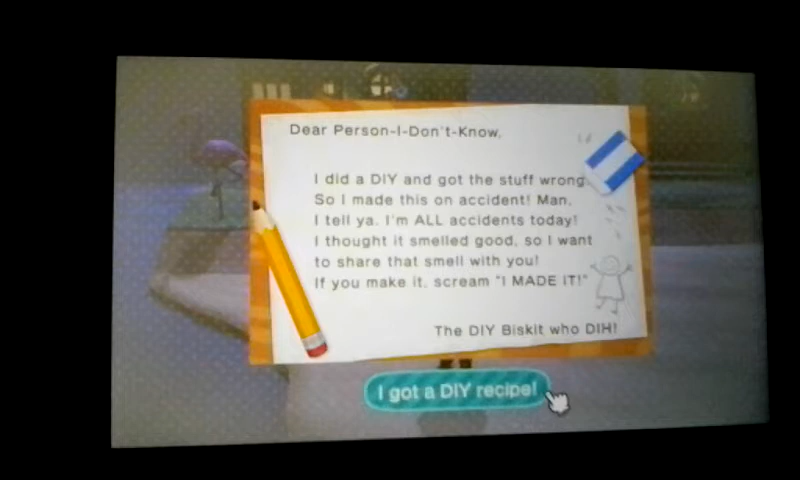 Dear Person-I-Don't-Know,
I did a DIY and got the stuff wrong.
So I made this on accident! Man,
I tell ya. I'm ALL accidents today!
I thought it smelled good, so I want
to share that smell with you!
If you make it, scream "I MADE IT!"
The DIY Biskit who DIH!
I got a DIY recipe!